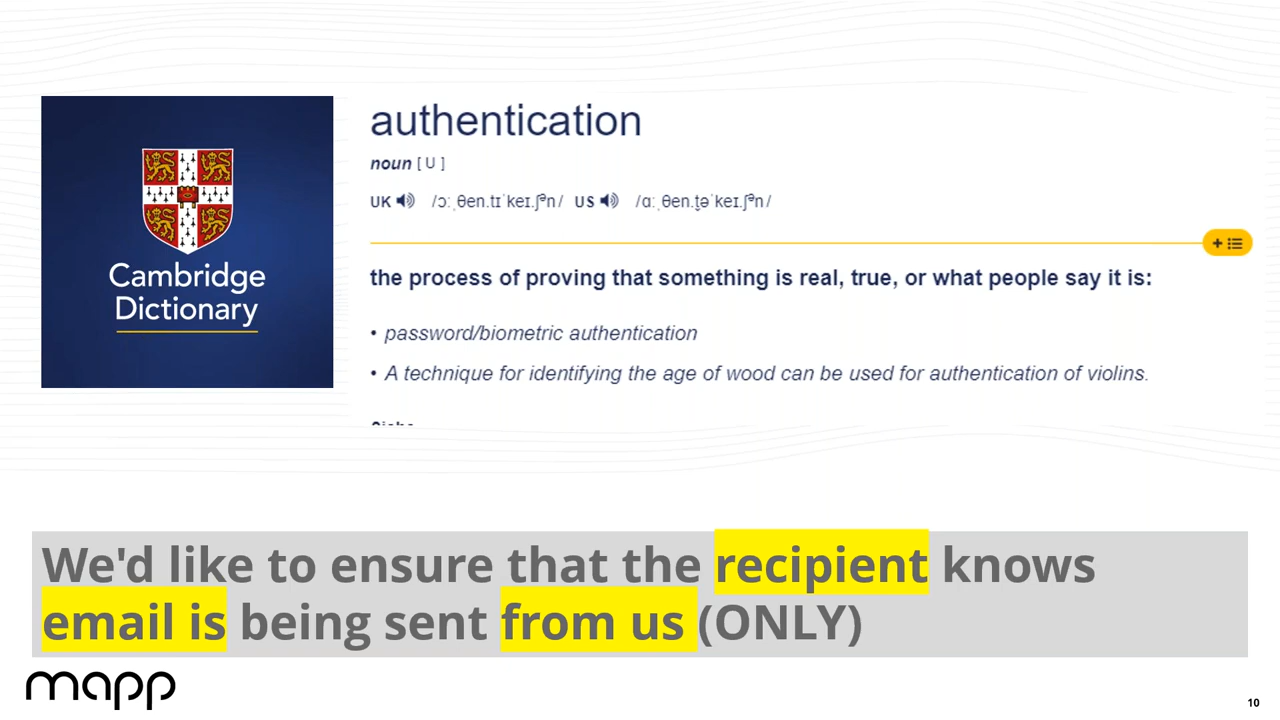 Cambridge
Dictionary
authentication
noun [ U ]
UK /ɔːˌθen.tɪˈkeɪ.ʃᵊn/ US /ɑːˌθen.t̬əˈkeɪ.ʃᵊn/
the process of proving that something is real, true, or what people say it is:
• password/biometric authentication
• A technique for identifying the age of wood can be used for authentication of violins.
We'd like to ensure that the recipient knows
email is being sent from us (ONLY)
mapp
10